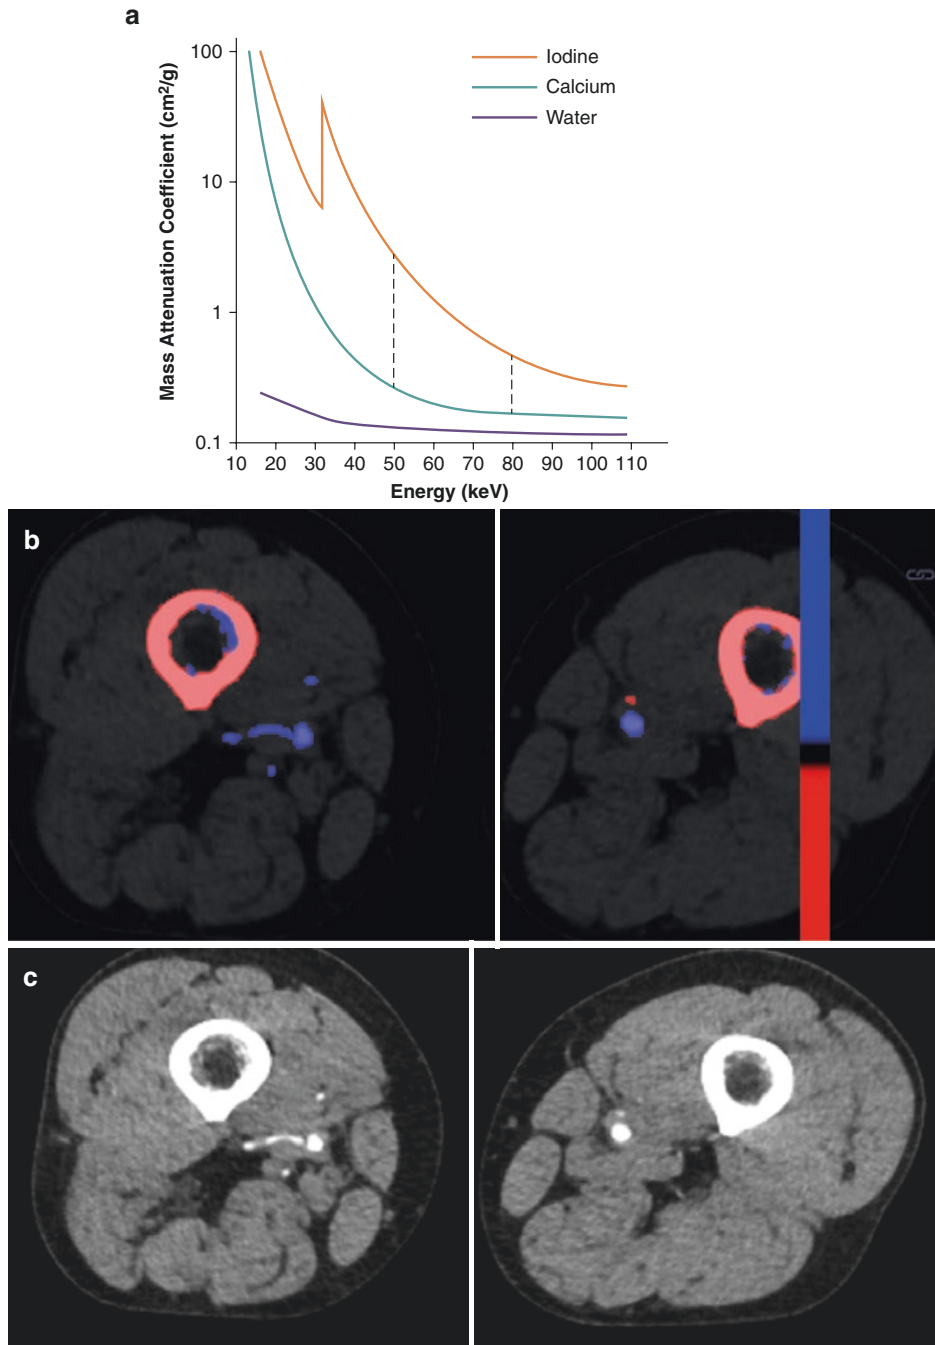 a
100
10
1
0.1
Mass Attenuation Coefficient (cm²/g)
Iodine
Calcium
Water
10 20 30 40 50 60 70 80 90 100 110
Energy (keV)
b
c